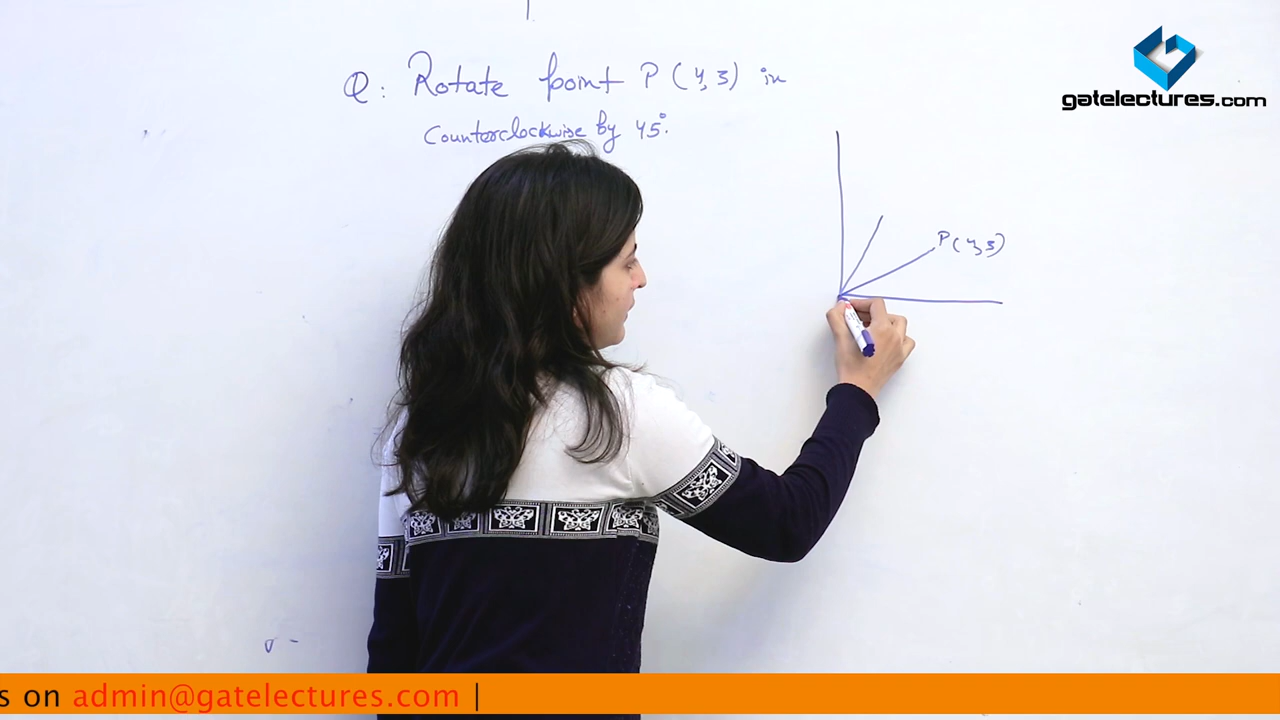 Q: Rotate point P (4,3) in
Counterclockwise by 45°.
gatelectures.com
P(4,3)
s on admin@gatelectures.com |